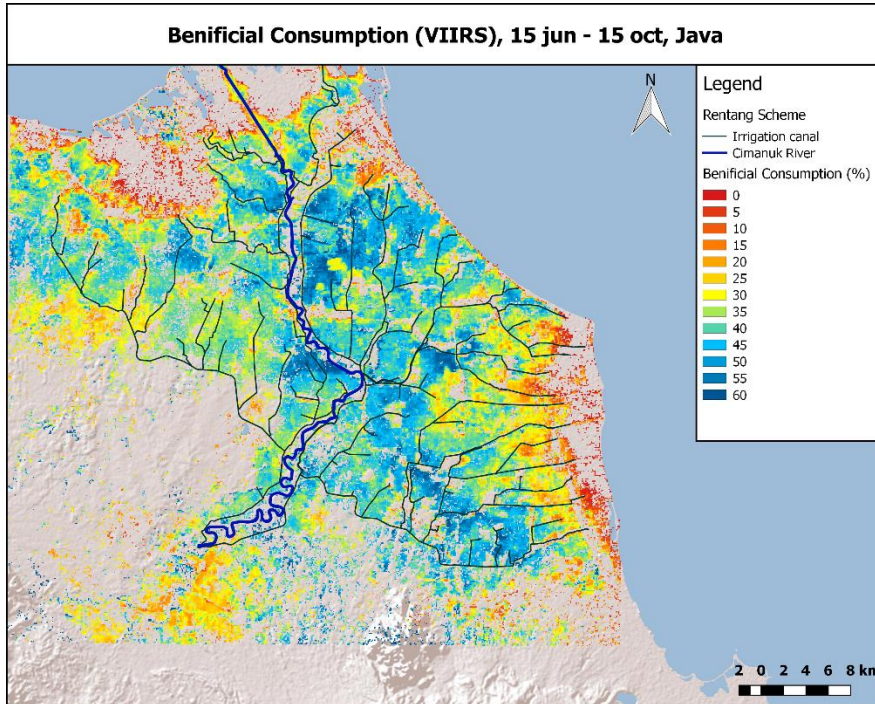 Benificial Consumption (VIIRS), 15 jun - 15 oct, Java
N
Legend
Rentang Scheme
Irrigation canal
Cimanuk River
Benificial Consumption (%)
0
5
10
15
20
25
30
35
40
45
50
55
60
2 0 2 4 6 8 km